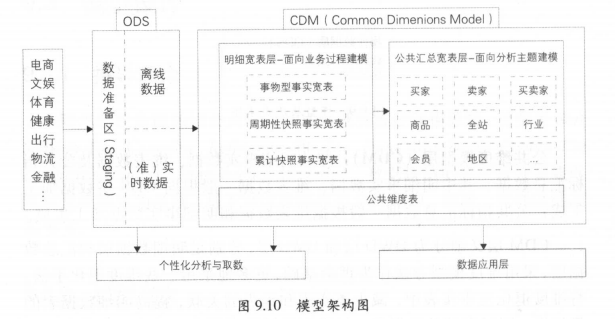 ODS
CDM ( Common Dimenions Model )
电商
文娱
体育
健康
出行
物流
金融
⋮
数据准备区(Staging)
离线
数据
(准)实
时数据
明细宽表层-面向业务过程建模
事物型事实宽表
周期性快照事实宽表
累计快照事实宽表
公共汇总宽表层-面向分析主题建模
买家 卖家 买卖家
商品 全站 行业
会员 地区 ...
公共维度表
个性化分析与取数
数据应用层
图 9.10 模型架构图